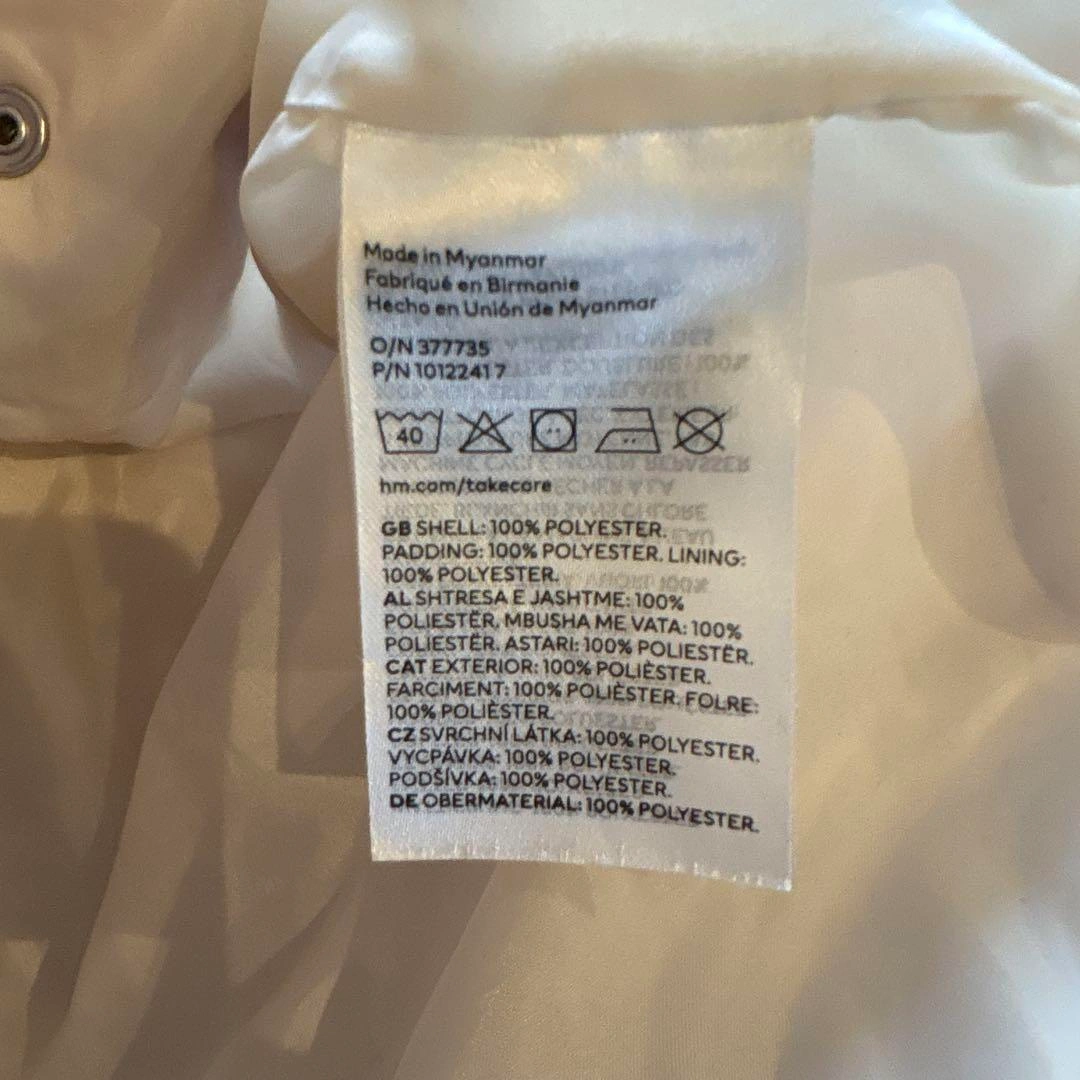 Made in Myanmar
Fabriqué en Birmanie
Hecho en Unión de Myanmar
O/N 377735
P/N 10122417
40
hm.com/takecare
GB SHELL: 100% POLYESTER.
PADDING: 100% POLYESTER. LINING:
100% POLYESTER.
AL SHTRESA E JASHTME: 100%
POLIESTËR. MBUSHA ME VATA: 100%
POLIESTËR. ASTARI: 100% POLIESTËR.
CAT EXTERIOR: 100% POLIÈSTER.
FARCIMENT: 100% POLIÈSTER. FOLRE:
100% POLIÈSTER.
CZ SVRCHNÍ LÁTKA: 100% POLYESTER.
VYCPÁVKA: 100% POLYESTER.
PODŠÍVKA: 100% POLYESTER.
DE OBERMATERIAL: 100% POLYESTER.